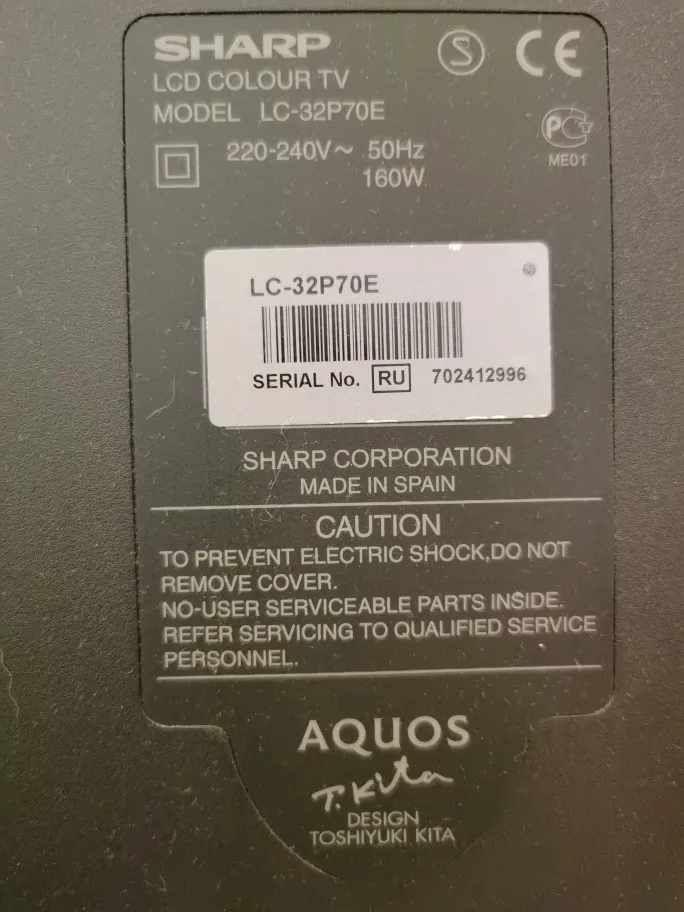 SHARP
LCD COLOUR TV
MODEL LC-32P70E
S
CE
220-240V~ 50Hz
160W
PCT
ME01
LC-32P70E
SERIAL No. RU 702412996
SHARP CORPORATION
MADE IN SPAIN
CAUTION
TO PREVENT ELECTRIC SHOCK,DO NOT
REMOVE COVER.
NO-USER SERVICEABLE PARTS INSIDE.
REFER SERVICING TO QUALIFIED SERVICE
PERSONNEL.
AQUOS
T. Kita
DESIGN
TOSHIYUKI KITA